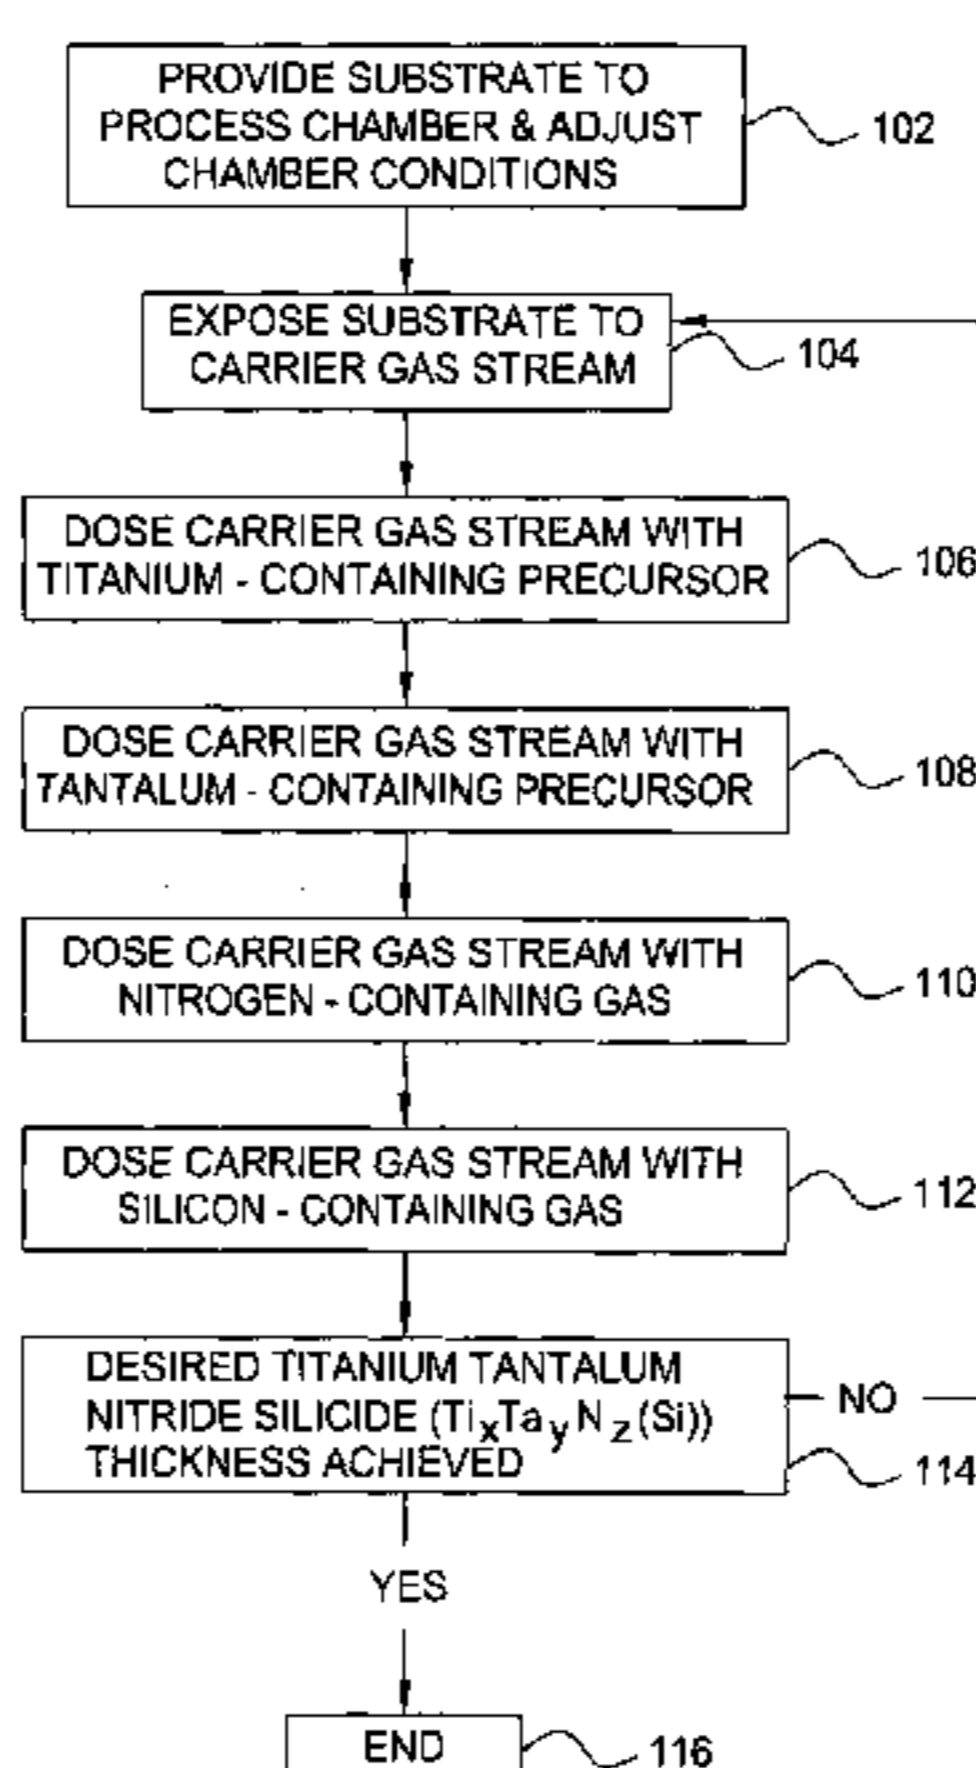 PROVIDE SUBSTRATE TO
PROCESS CHAMBER & ADJUST
CHAMBER CONDITIONS
102
EXPOSE SUBSTRATE TO
CARRIER GAS STREAM
104
DOSE CARRIER GAS STREAM WITH
TITANIUM - CONTAINING PRECURSOR
106
DOSE CARRIER GAS STREAM WITH
TANTALUM - CONTAINING PRECURSOR
108
DOSE CARRIER GAS STREAM WITH
NITROGEN - CONTAINING GAS
110
DOSE CARRIER GAS STREAM WITH
SILICON - CONTAINING GAS
112
DESIRED TITANIUM TANTALUM
NITRIDE SILICIDE (TixTayNz(Si))
THICKNESS ACHIEVED
NO
114
YES
END
116